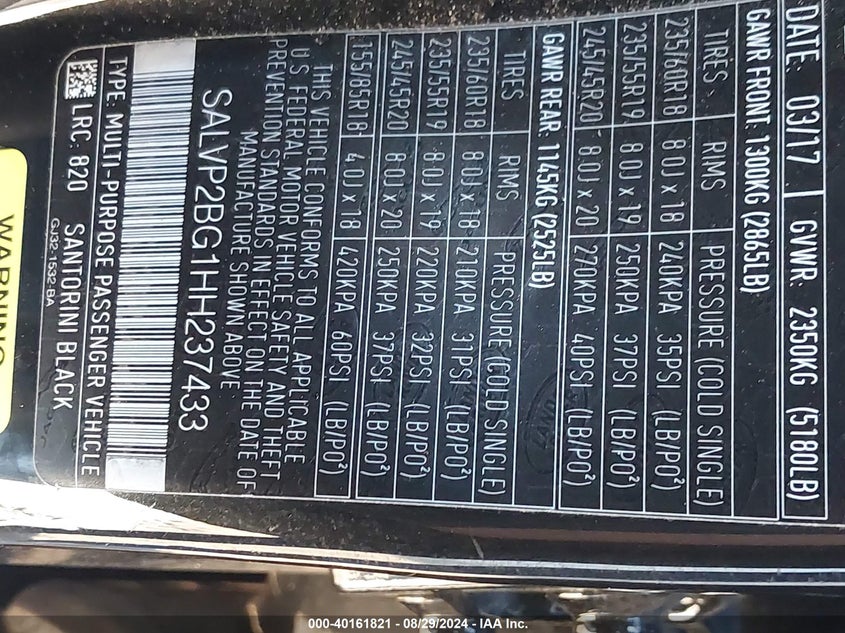 DATE: 03/17 GVWR: 2350KG (5180LB)
GAWR FRONT: 1300KG (2865LB)
TIRES RIMS PRESSURE (COLD SINGLE)
235/60R18 8.0J x 18 240KPA 35PSI (LB/PO²)
235/55R19 8.0J x 19 250KPA 37PSI (LB/PO²)
245/45R20 8.0J x 20 270KPA 40PSI (LB/PO²)
GAWR REAR: 1145KG (2525LB)
TIRES RIMS PRESSURE (COLD SINGLE)
235/60R18 8.0J x 18 210KPA 31PSI (LB/PO²)
235/55R19 8.0J x 19 220KPA 32PSI (LB/PO²)
245/45R20 8.0J x 20 250KPA 37PSI (LB/PO²)
155/85R18 4.0J x 18 420KPA 60PSI (LB/PO²)
THIS VEHICLE CONFORMS TO ALL APPLICABLE
U.S. FEDERAL MOTOR VEHICLE SAFETY AND THEFT
PREVENTION STANDARDS IN EFFECT ON THE DATE OF
MANUFACTURE SHOWN ABOVE
SALVP2BG1HH237433
TYPE: MULTI-PURPOSE PASSENGER VEHICLE
LRC: 820 SANTORINI BLACK
GJ32-1532-BA
WARNING
000-40161821 - 08/29/2024 - IAA Inc.